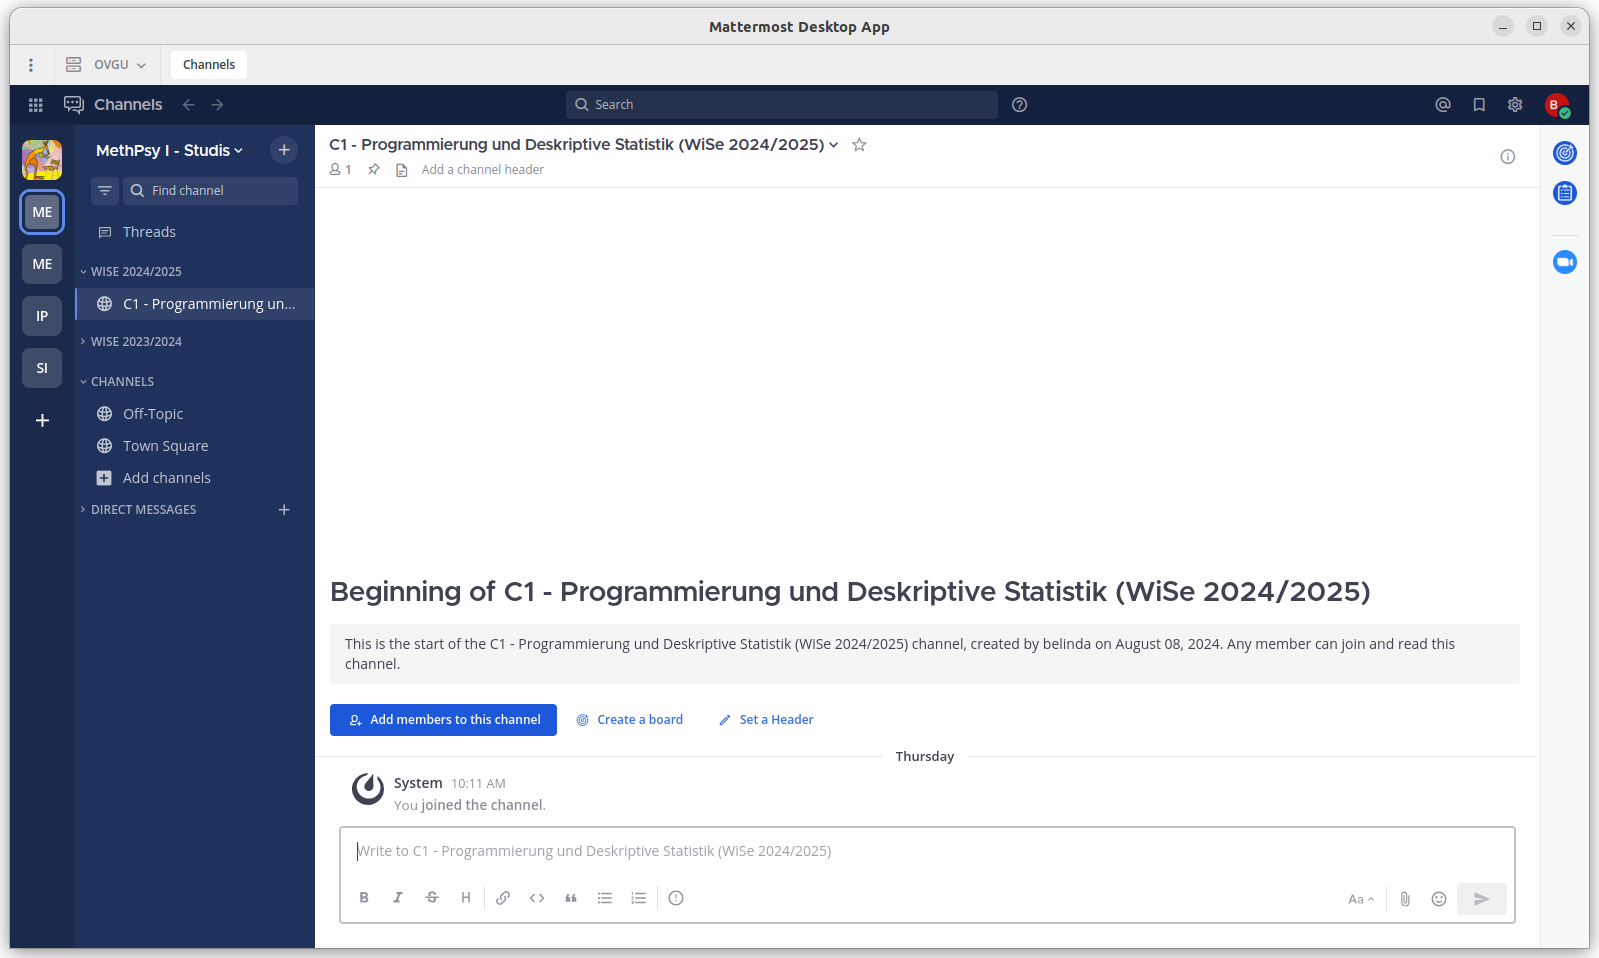 Mattermost Desktop App
OVGU
Channels
Channels
Search
B
ME
ME
IP
SI
MethPsy I - Studis
Find channel
Threads
WISE 2024/2025
C1 - Programmierung un...
WISE 2023/2024
CHANNELS
Off-Topic
Town Square
Add channels
DIRECT MESSAGES
C1 - Programmierung und Deskriptive Statistik (WiSe 2024/2025)
1
Add a channel header
Beginning of C1 - Programmierung und Deskriptive Statistik (WiSe 2024/2025)
This is the start of the C1 - Programmierung und Deskriptive Statistik (WiSe 2024/2025) channel, created by belinda on August 08, 2024. Any member can join and read this
channel.
Add members to this channel
Create a board
Set a Header
Thursday
System 10:11 AM
You joined the channel.
Write to C1 - Programmierung und Deskriptive Statistik (WiSe 2024/2025)
B I S H
Aa